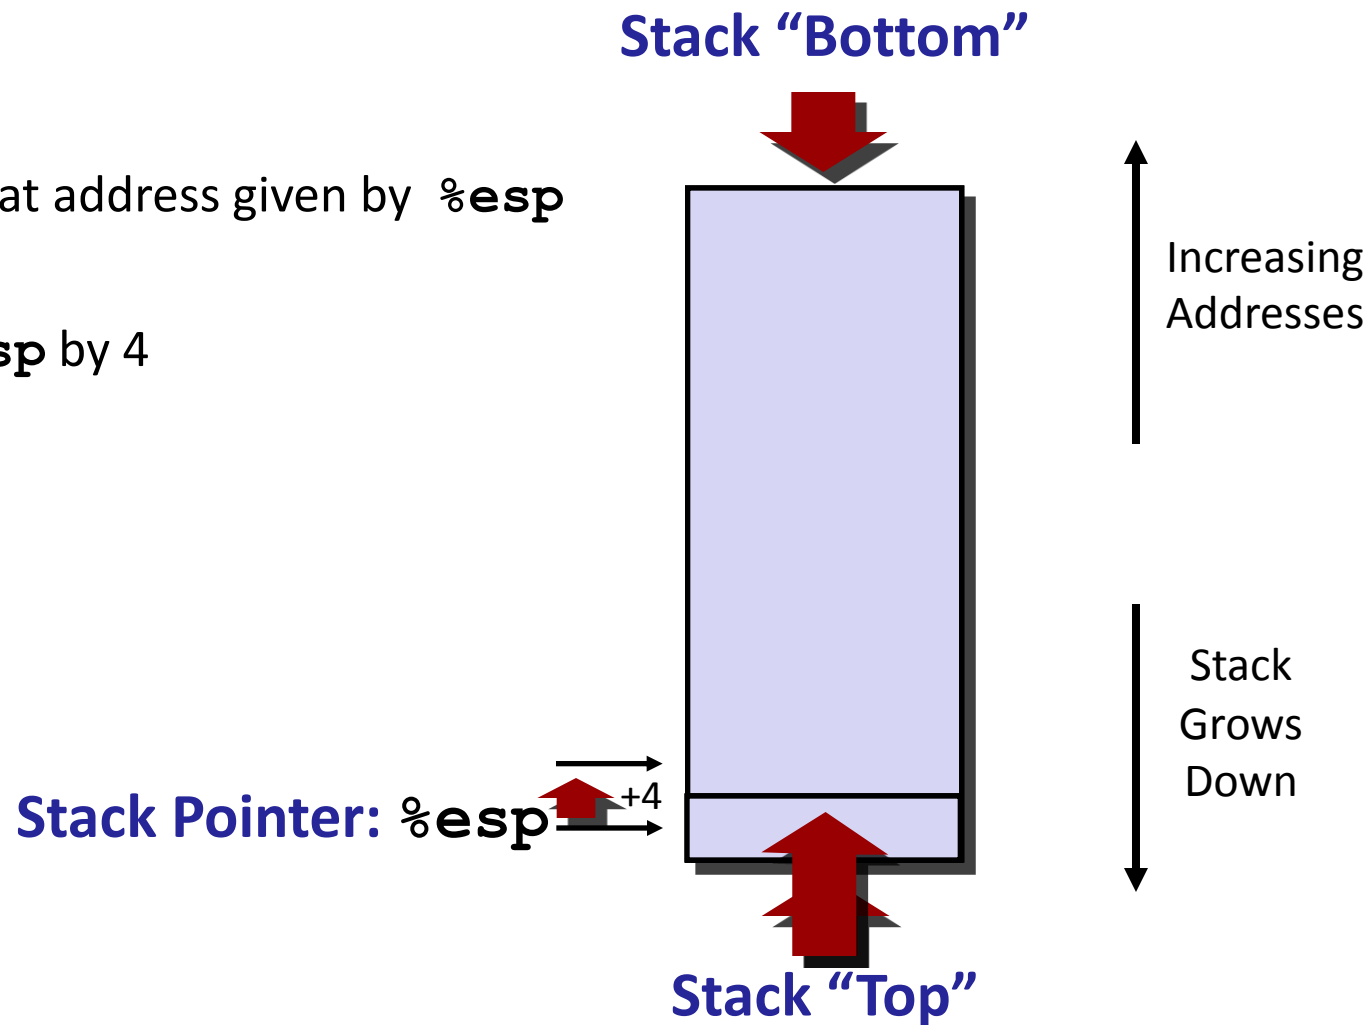 Stack “Bottom”
at address given by %esp
Increasing
Addresses
sp by 4
Stack
Grows
Down
+4
Stack Pointer: %esp
Stack “Top”